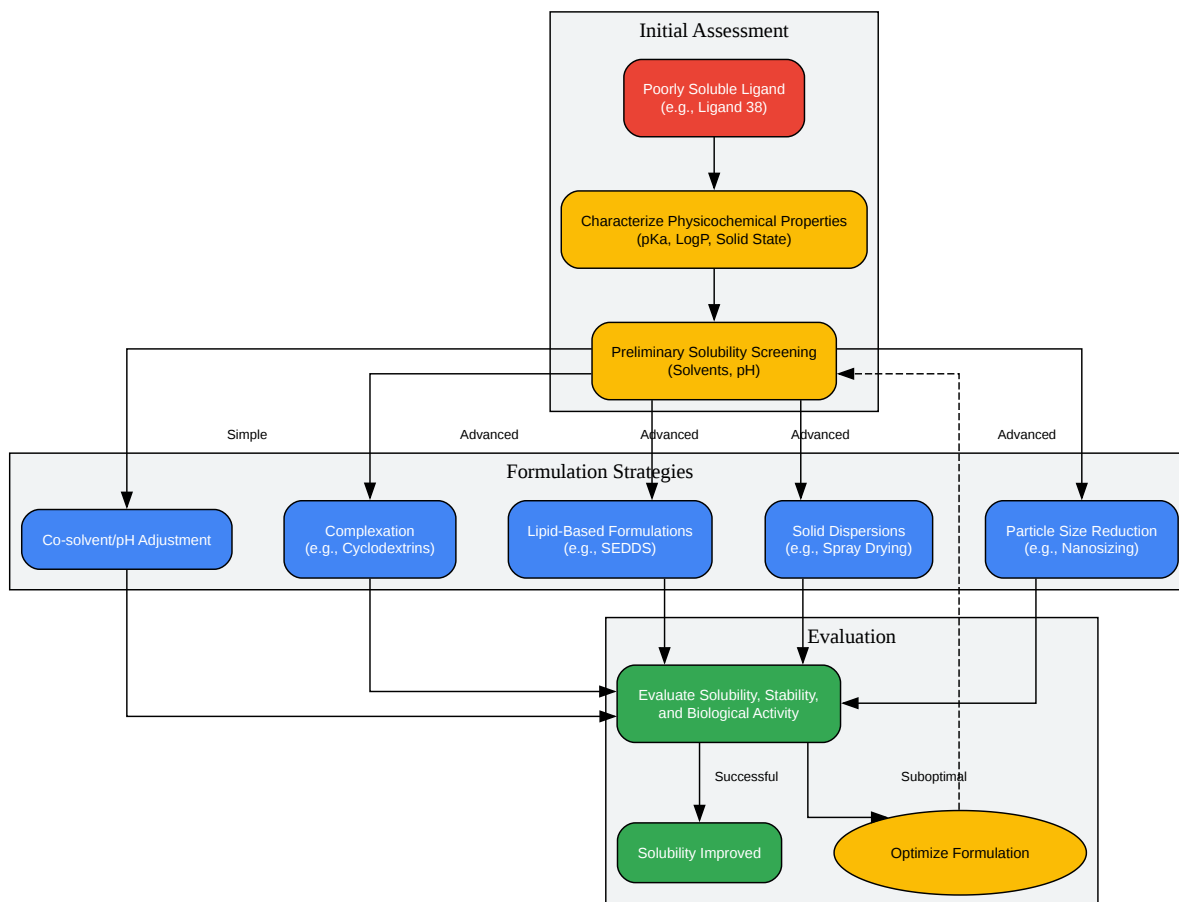 Initial Assessment
Poorly Soluble Ligand
(e.g., Ligand 38)
Characterize Physicochemical Properties
(pKa, LogP, Solid State)
Preliminary Solubility Screening
(Solvents, pH)
Simple
Advanced
Advanced
Advanced
Advanced
Formulation Strategies
Co-solvent/pH Adjustment
Complexation
(e.g., Cyclodextrins)
Lipid-Based Formulations
(e.g., SEDDS)
Solid Dispersions
(e.g., Spray Drying)
Particle Size Reduction
(e.g., Nanosizing)
Evaluation
Evaluate Solubility, Stability,
and Biological Activity
Successful
Suboptimal
Solubility Improved
Optimize Formulation